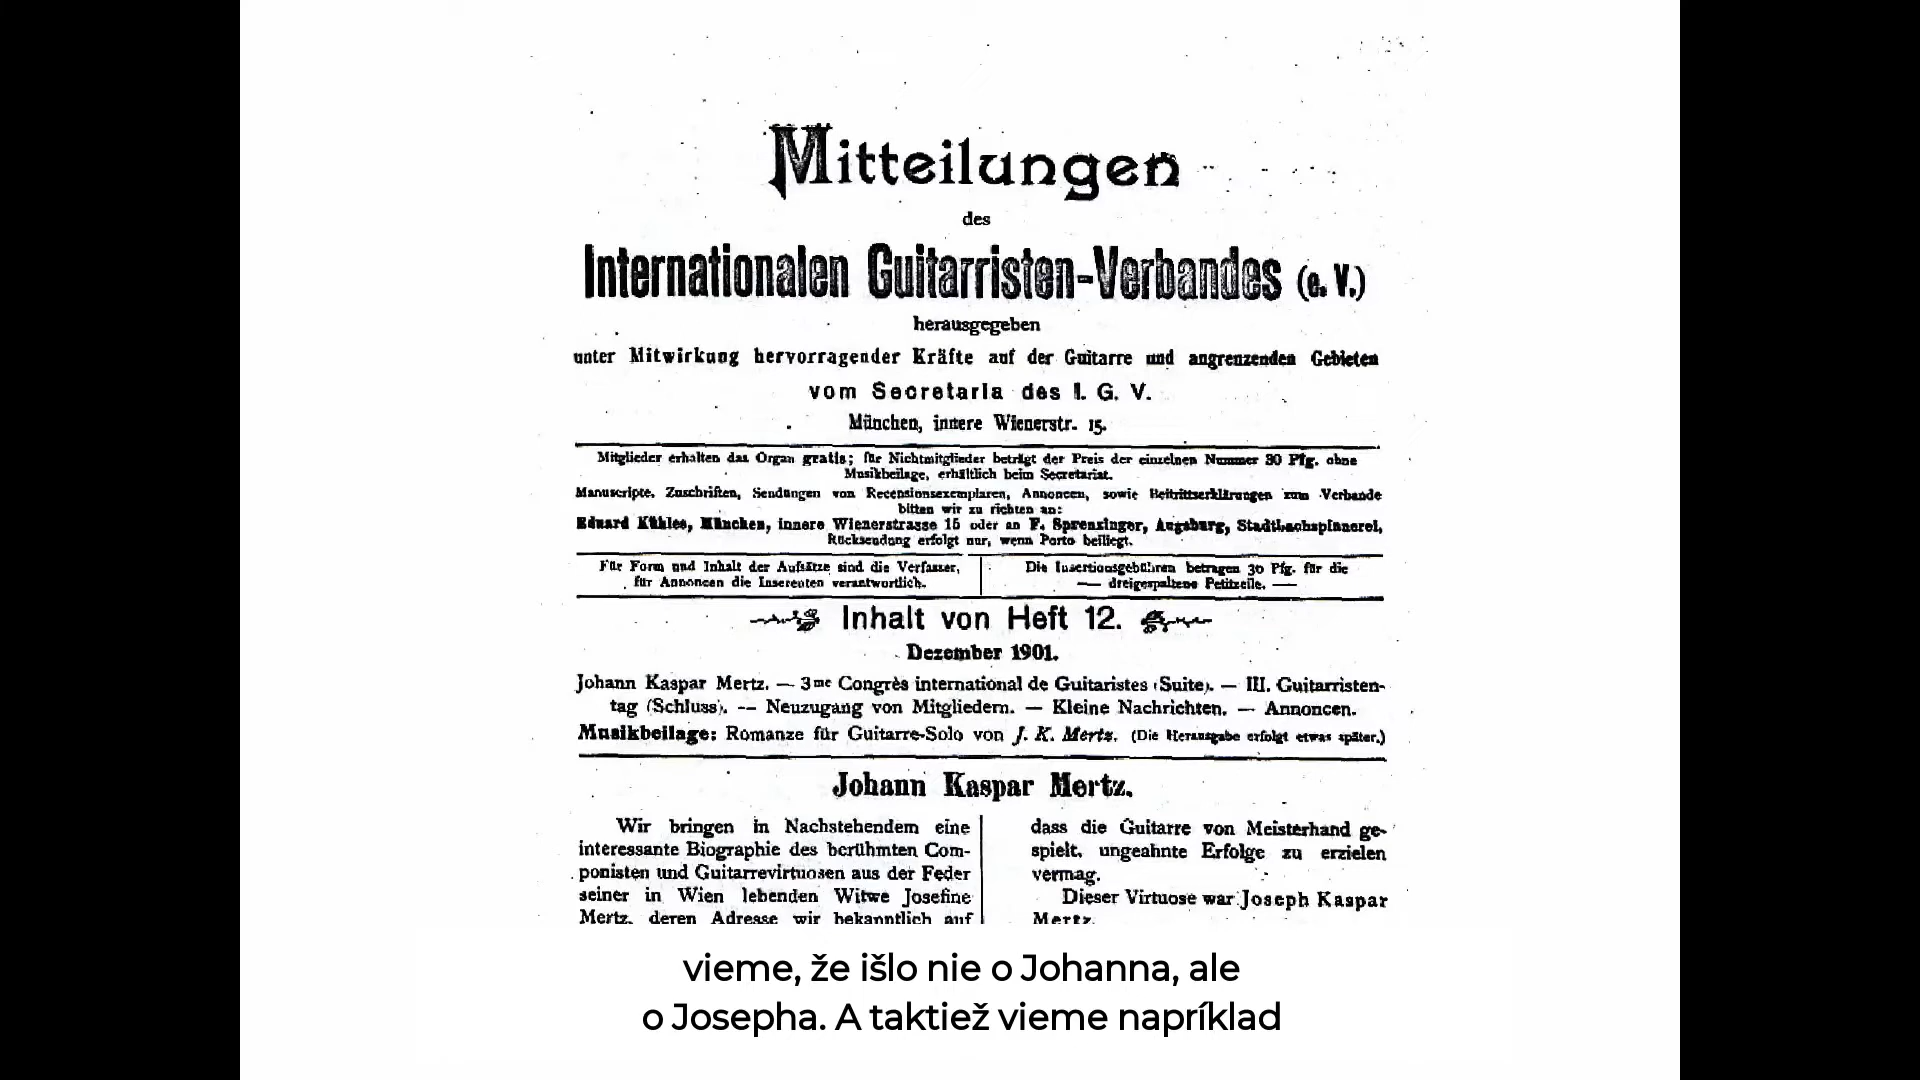 Mitteilungen
des
Internationalen Guitarristen-Verbandes (e. V.)
herausgegeben
unter Mitwirkung hervorragender Kräfte auf der Guitarre und angrenzenden Gebieten
vom Secretaria des I. G. V.
München, innere Wienerstr. 15.
Mitglieder erhalten das Organ gratis; für Nichtmitglieder beträgt der Preis der einzelnen Nummer 30 Pfg. ohne
Musikbeilage, erhältlich beim Secretariat.
Manuscripte, Zuschriften, Sendungen von Recensionsexemplaren, Annoncen, sowie Beitrittserklärungen zum Verbande
bitten wir zu richten an:
Eduard Kühles, München, innere Wienerstrasse 15 oder an F. Sprenzinger, Augsburg, Stadtbachspinnerei,
Rücksendung erfolgt nur, wenn Porto beiliegt.
Für Form und Inhalt der Aufsätze sind die Verfasser,
für Annoncen die Inserenten verantwortlich.
Die Insertionsgebühren betragen 30 Pfg. für die
— dreigespaltene Petitzeile. —
Inhalt von Heft 12.
Dezember 1901.
Johann Kaspar Mertz. — 3me Congrès international de Guitaristes (Suite). — III. Guitarristen-
tag (Schluss). — Neuzugang von Mitgliedern. — Kleine Nachrichten. — Annoncen.
Musikbeilage: Romanze für Guitarre-Solo von J. K. Mertz. (Die Herausgabe erfolgt etwas später.)
Johann Kaspar Mertz.
Wir bringen in Nachstehendem eine
interessante Biographie des berühmten Com-
ponisten und Guitarrevirtuosen aus der Feder
seiner in Wien lebenden Witwe Josefine
Mertz, deren Adresse wir bekanntlich auf
dass die Guitarre von Meisterhand ge-
spielt, ungeahnte Erfolge zu erzielen
vermag.
Dieser Virtuose war Joseph Kaspar
Mertz.
vieme, že išlo nie o Johanna, ale
o Josepha. A taktiež vieme napríklad